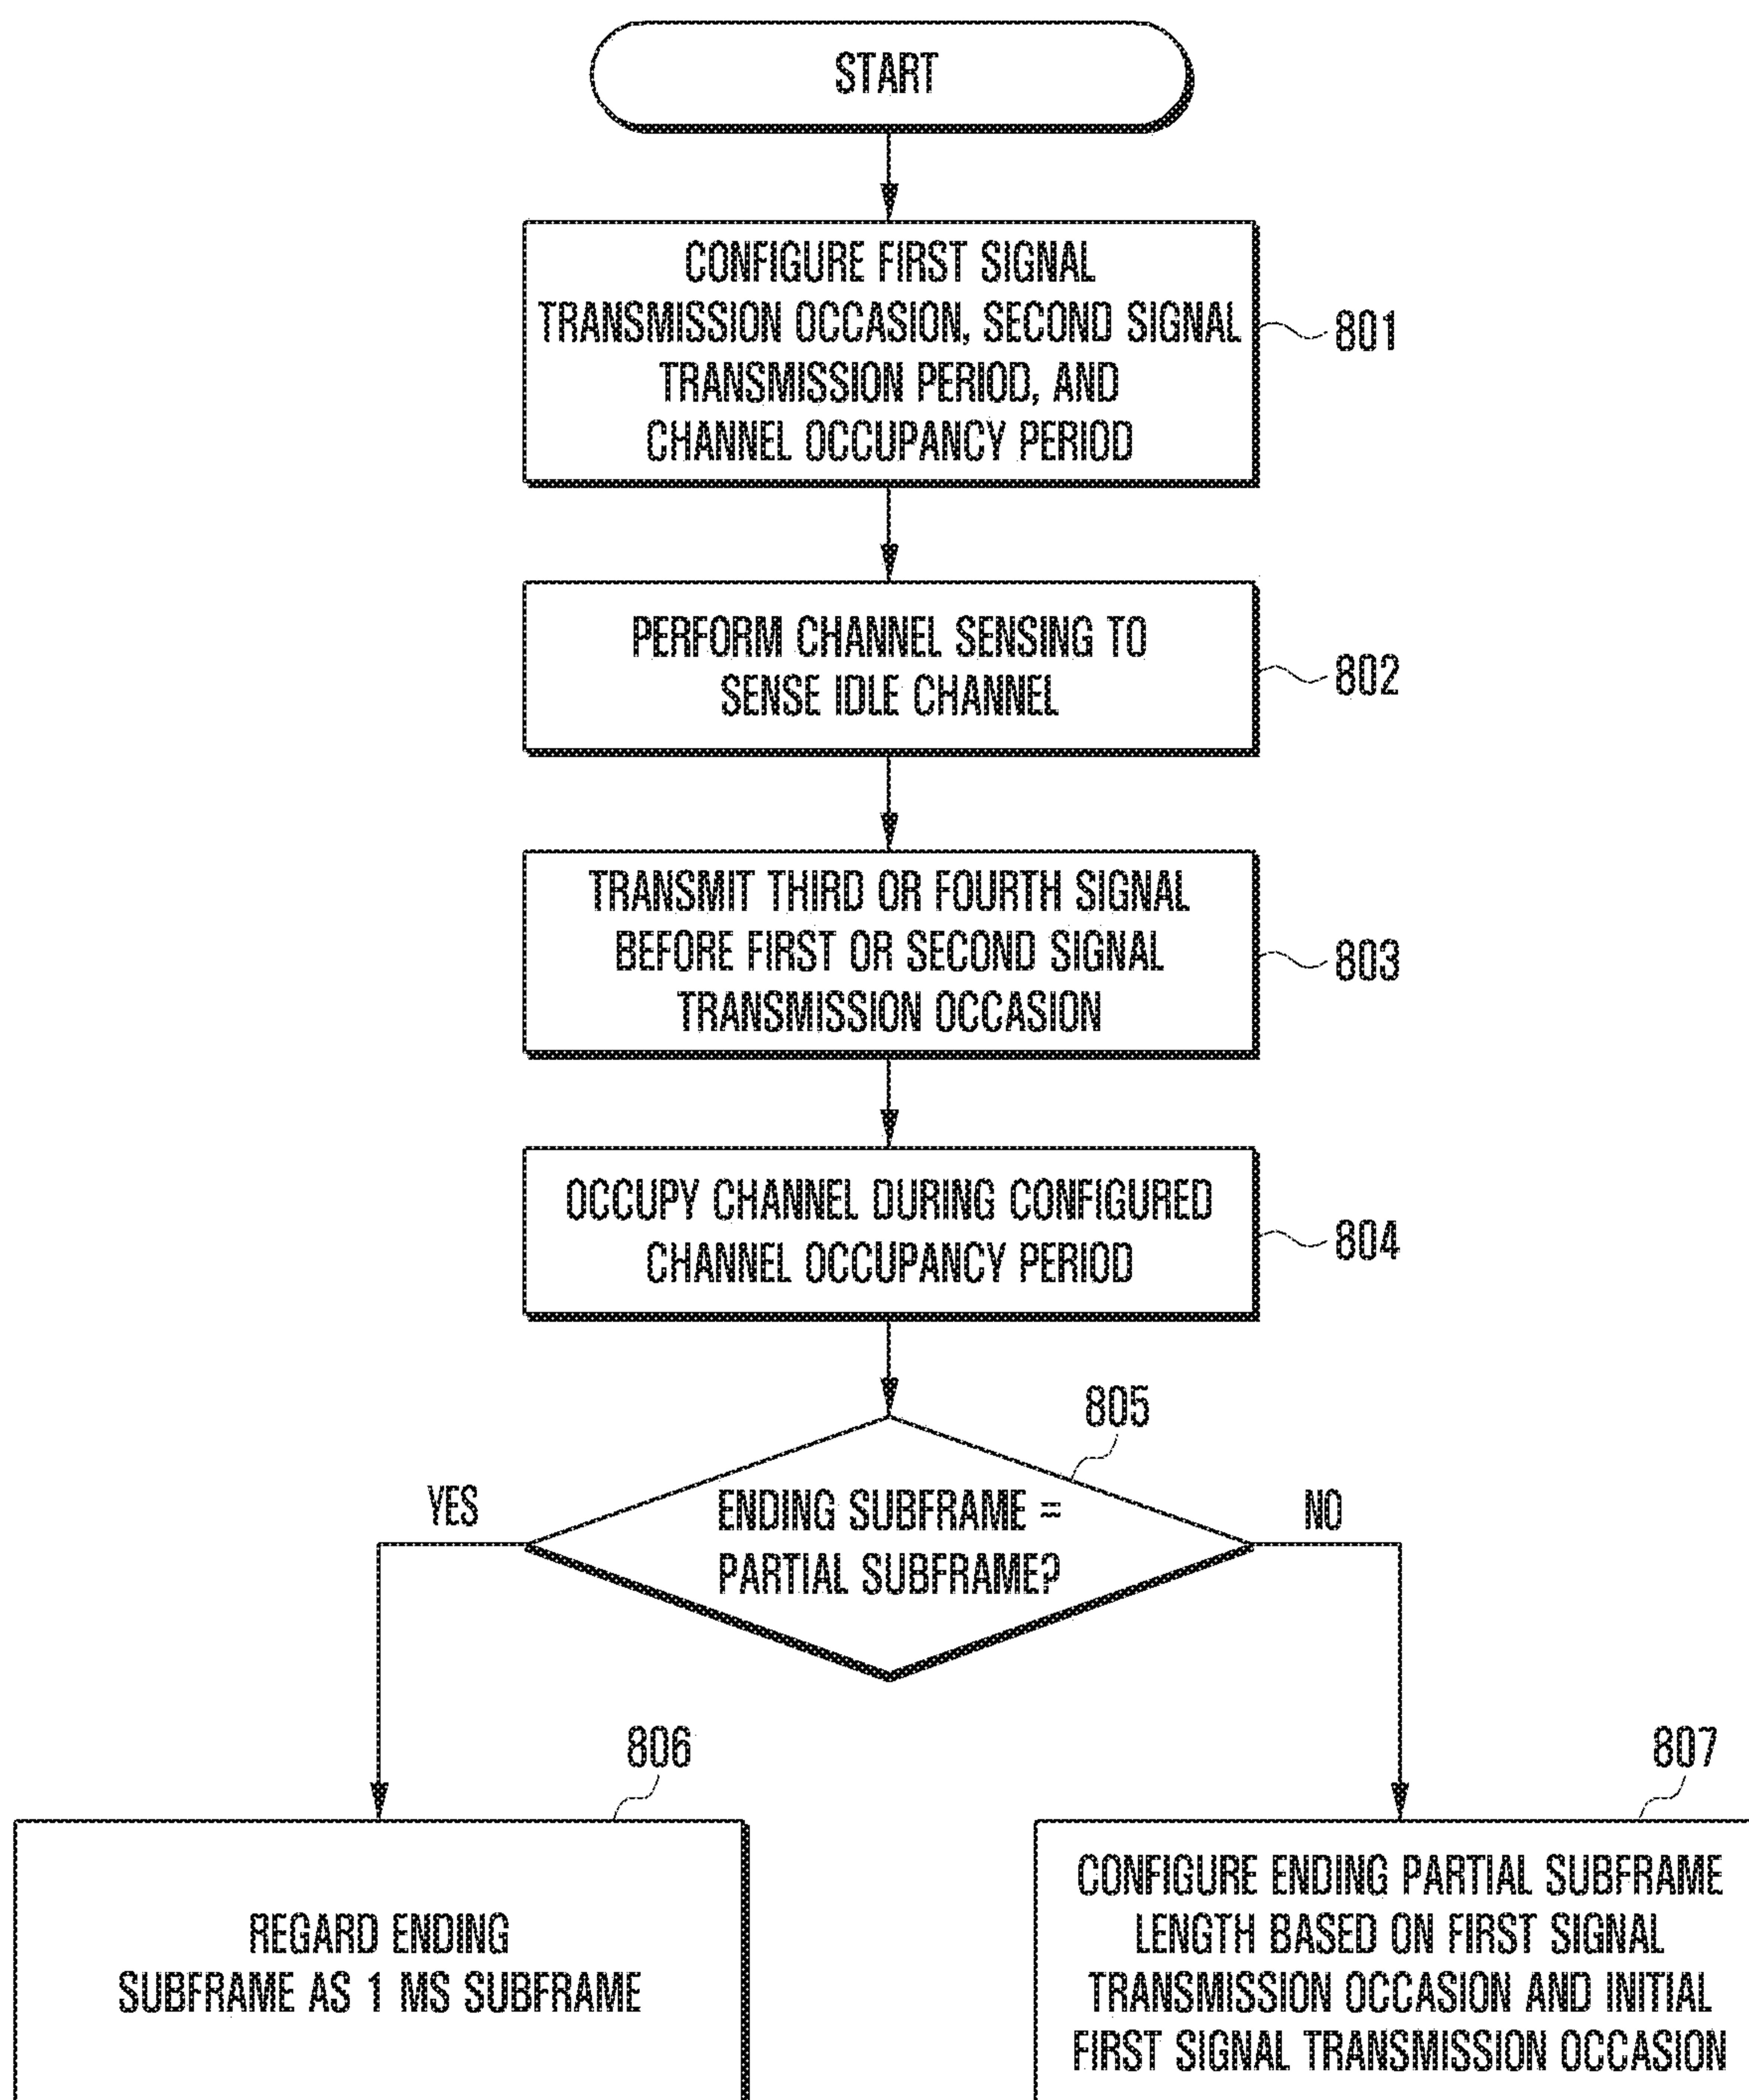 START
CONFIGURE FIRST SIGNAL
TRANSMISSION OCCASION, SECOND SIGNAL
TRANSMISSION PERIOD, AND
CHANNEL OCCUPANCY PERIOD
801
PERFORM CHANNEL SENSING TO
SENSE IDLE CHANNEL
802
TRANSMIT THIRD OR FOURTH SIGNAL
BEFORE FIRST OR SECOND SIGNAL
TRANSMISSION OCCASION
803
OCCUPY CHANNEL DURING CONFIGURED
CHANNEL OCCUPANCY PERIOD
804
805
YES
ENDING SUBFRAME =
PARTIAL SUBFRAME?
NO
806
REGARD ENDING
SUBFRAME AS 1 MS SUBFRAME
807
CONFIGURE ENDING PARTIAL SUBFRAME
LENGTH BASED ON FIRST SIGNAL
TRANSMISSION OCCASION AND INITIAL
FIRST SIGNAL TRANSMISSION OCCASION